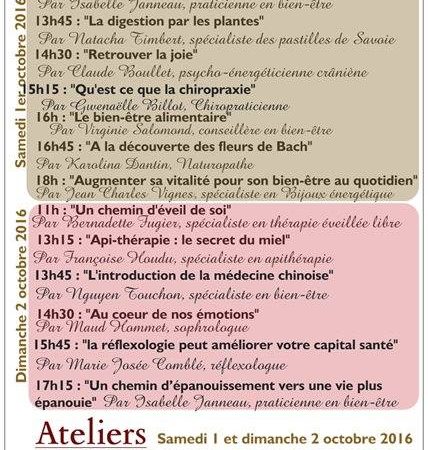 Par Isabelle Janneau, praticienne en bien-être
13h45 : "La digestion par les plantes"
Par Natacha Timbert, spécialiste des pastilles de Savoie
14h30 : "Retrouver la joie"
Par Claude Boullet, psycho-énergéticienne crâniène
15h15 : "Qu'est ce que la chiropraxie"
Par Gwenaëlle Billot, Chiropraticienne
16h : "Le bien-être alimentaire"
Par Virginie Salomond, conseillère en bien-être
16h45 : "A la découverte des fleurs de Bach"
Par Karolina Dantin, Naturopathe
18h : "Augmenter sa vitalité pour son bien-être au quotidien"
Par Jean Charles Vignes, spécialiste en Bijoux énergétique
Samedi 1er octobre 2016
11h : "Un chemin d'éveil de soi"
Par Bernadette Fugier, spécialiste en thérapie éveillée libre
13h15 : "Api-thérapie : le secret du miel"
Par Françoise Houdu, spécialiste en apithérapie
13h45 : "L'introduction de la médecine chinoise"
Par Nguyen Touchon, spécialiste en bien-être
14h30 : "Au coeur de nos émotions"
Par Maud Hommet, sophrologue
15h45 : "la réflexologie peut améliorer votre capital santé"
Par Marie Josée Comblé, réflexologue
17h15 : "Un chemin d'épanouissement vers une vie plus
épanouie" Par Isabelle Janneau, praticienne en bien-être
Dimanche 2 octobre 2016
Ateliers Samedi 1 et dimanche 2 octobre 2016